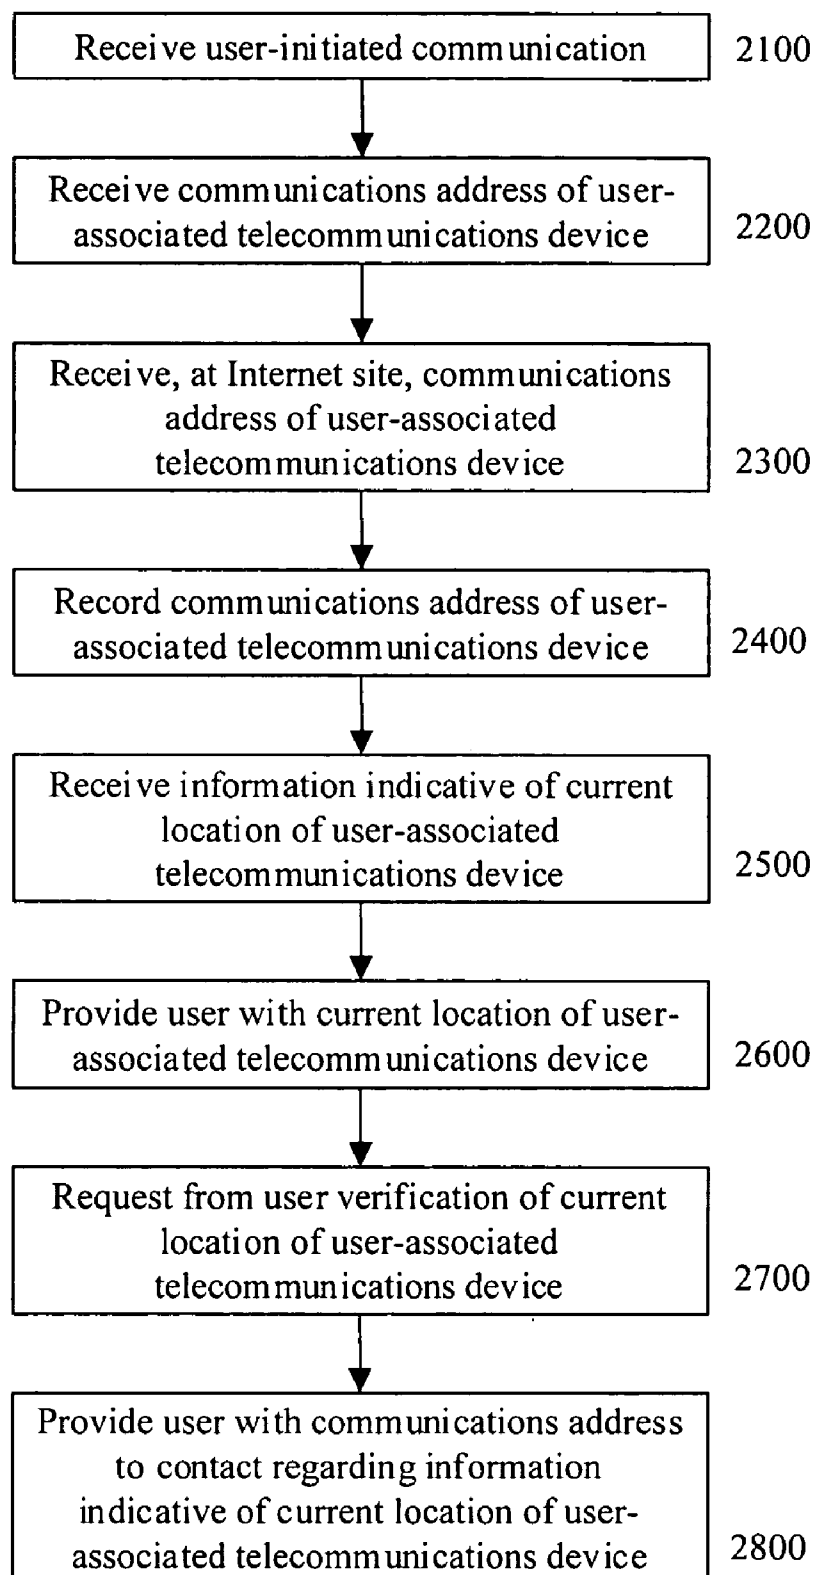 Receive user-initiated communication 2100
Receive communications address of user-
associated telecommunications device 2200
Receive, at Internet site, communications
address of user-associated
telecommunications device 2300
Record communications address of user-
associated telecommunications device 2400
Receive information indicative of current
location of user-associated
telecommunications device 2500
Provide user with current location of user-
associated telecommunications device 2600
Request from user verification of current
location of user-associated
telecommunications device 2700
Provide user with communications address
to contact regarding information
indicative of current location of user-
associated telecommunications device 2800